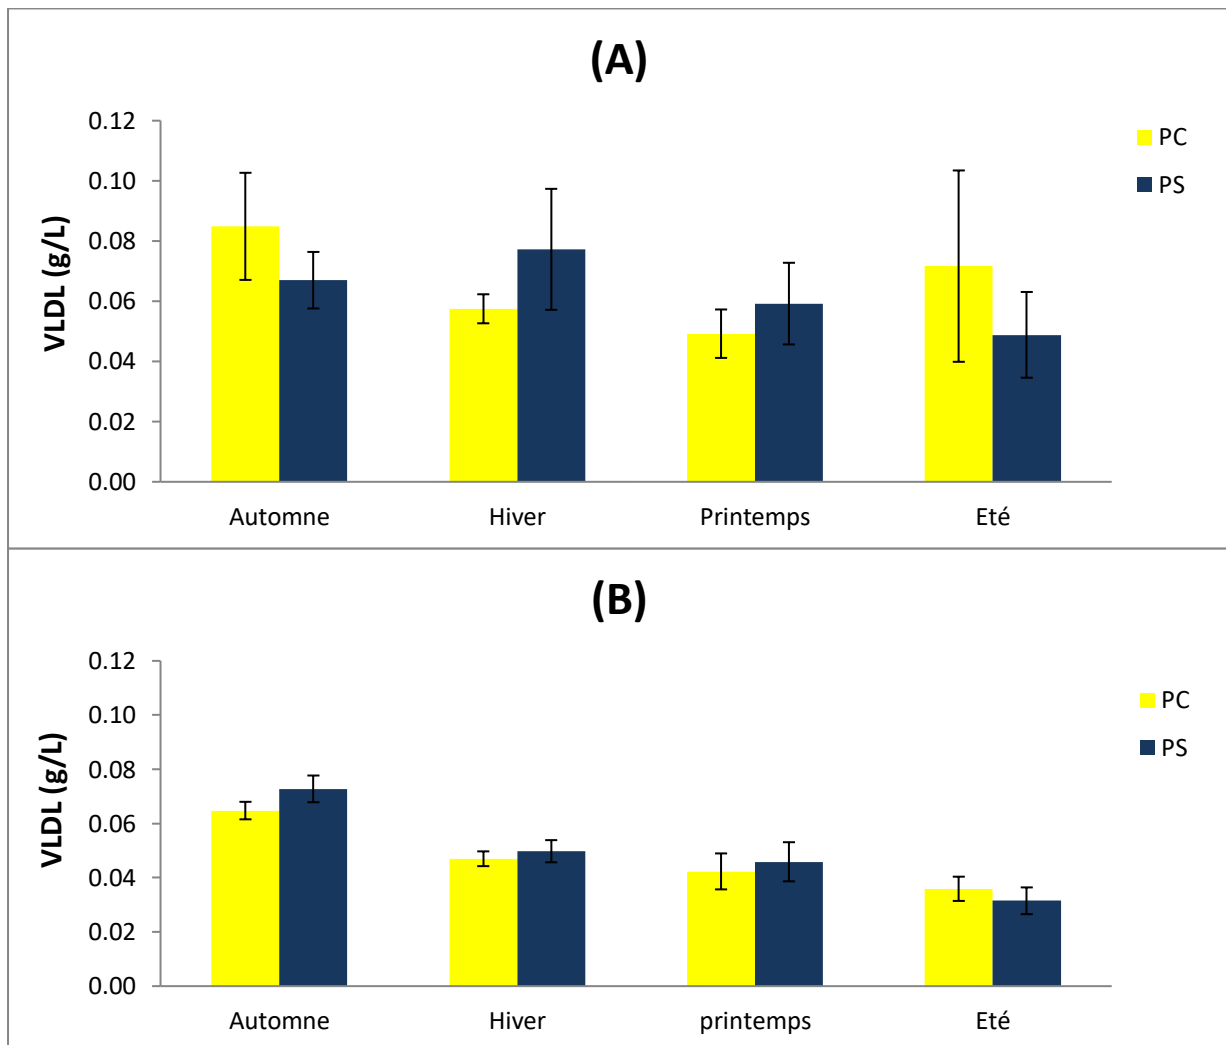 (A)
VLDL (g/L)
0.12
0.10
0.08
0.06
0.04
0.02
0.00
Automne Hiver Printemps Eté
PC
PS
(B)
VLDL (g/L)
0.12
0.10
0.08
0.06
0.04
0.02
0.00
Automne Hiver printemps Eté
PC
PS